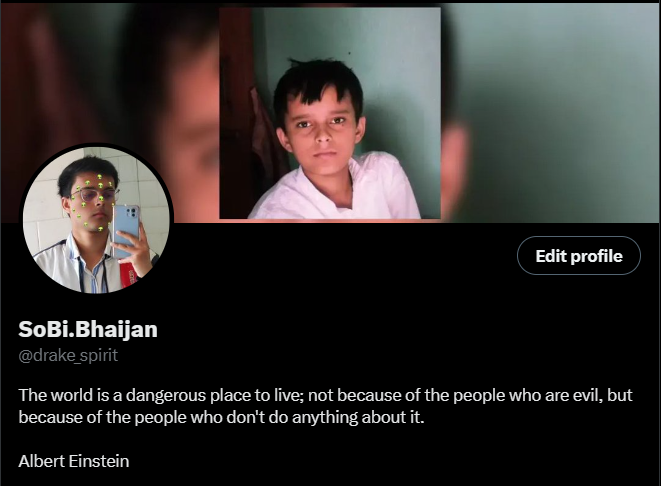 Edit profile
SoBi.Bhaijan
@drake_spirit
The world is a dangerous place to live; not because of the people who are evil, but
because of the people who don't do anything about it.
Albert Einstein